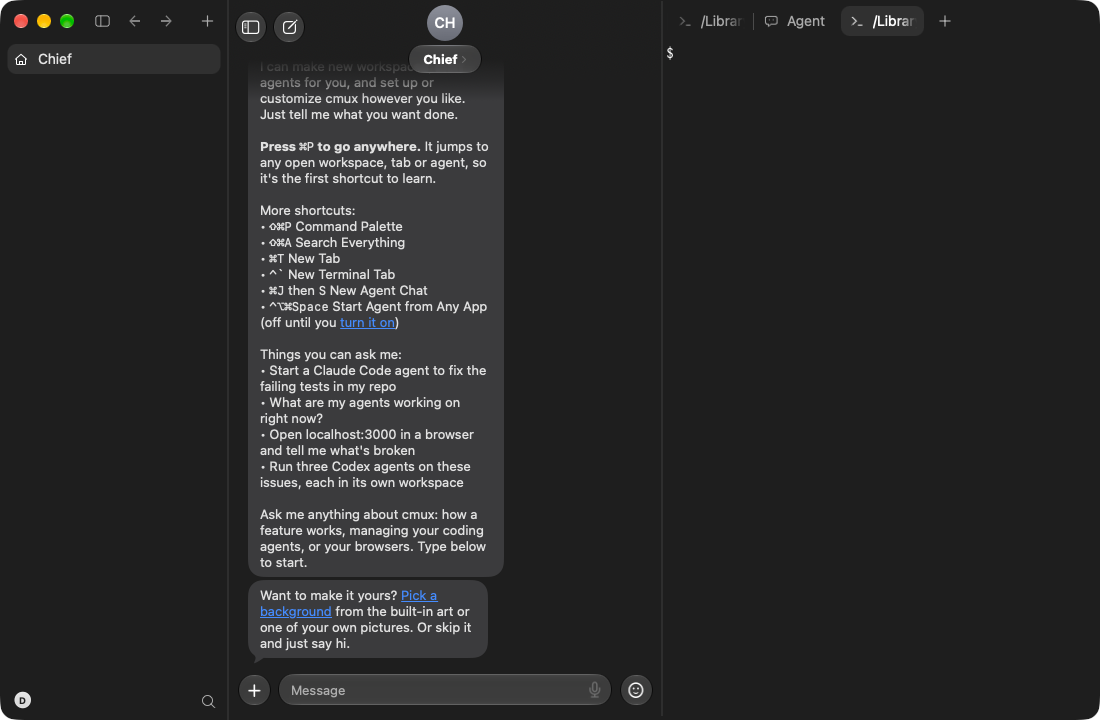 Chief
D
CH
Chief
I can make new workspac
agents for you, and set up or
customize cmux however you like.
Just tell me what you want done.
Press ⌘P to go anywhere. It jumps to
any open workspace, tab or agent, so
it's the first shortcut to learn.
More shortcuts:
• ⇧⌘P Command Palette
• ⇧⌘A Search Everything
• ⌘T New Tab
• ^` New Terminal Tab
• ⌘J then S New Agent Chat
• ^⌥⌘Space Start Agent from Any App
(off until you turn it on)
Things you can ask me:
• Start a Claude Code agent to fix the
failing tests in my repo
• What are my agents working on
right now?
• Open localhost:3000 in a browser
and tell me what's broken
• Run three Codex agents on these
issues, each in its own workspace
Ask me anything about cmux: how a
feature works, managing your coding
agents, or your browsers. Type below
to start.
Want to make it yours? Pick a
background from the built-in art or
one of your own pictures. Or skip it
and just say hi.
Message
/Librar
Agent
/Librar
$